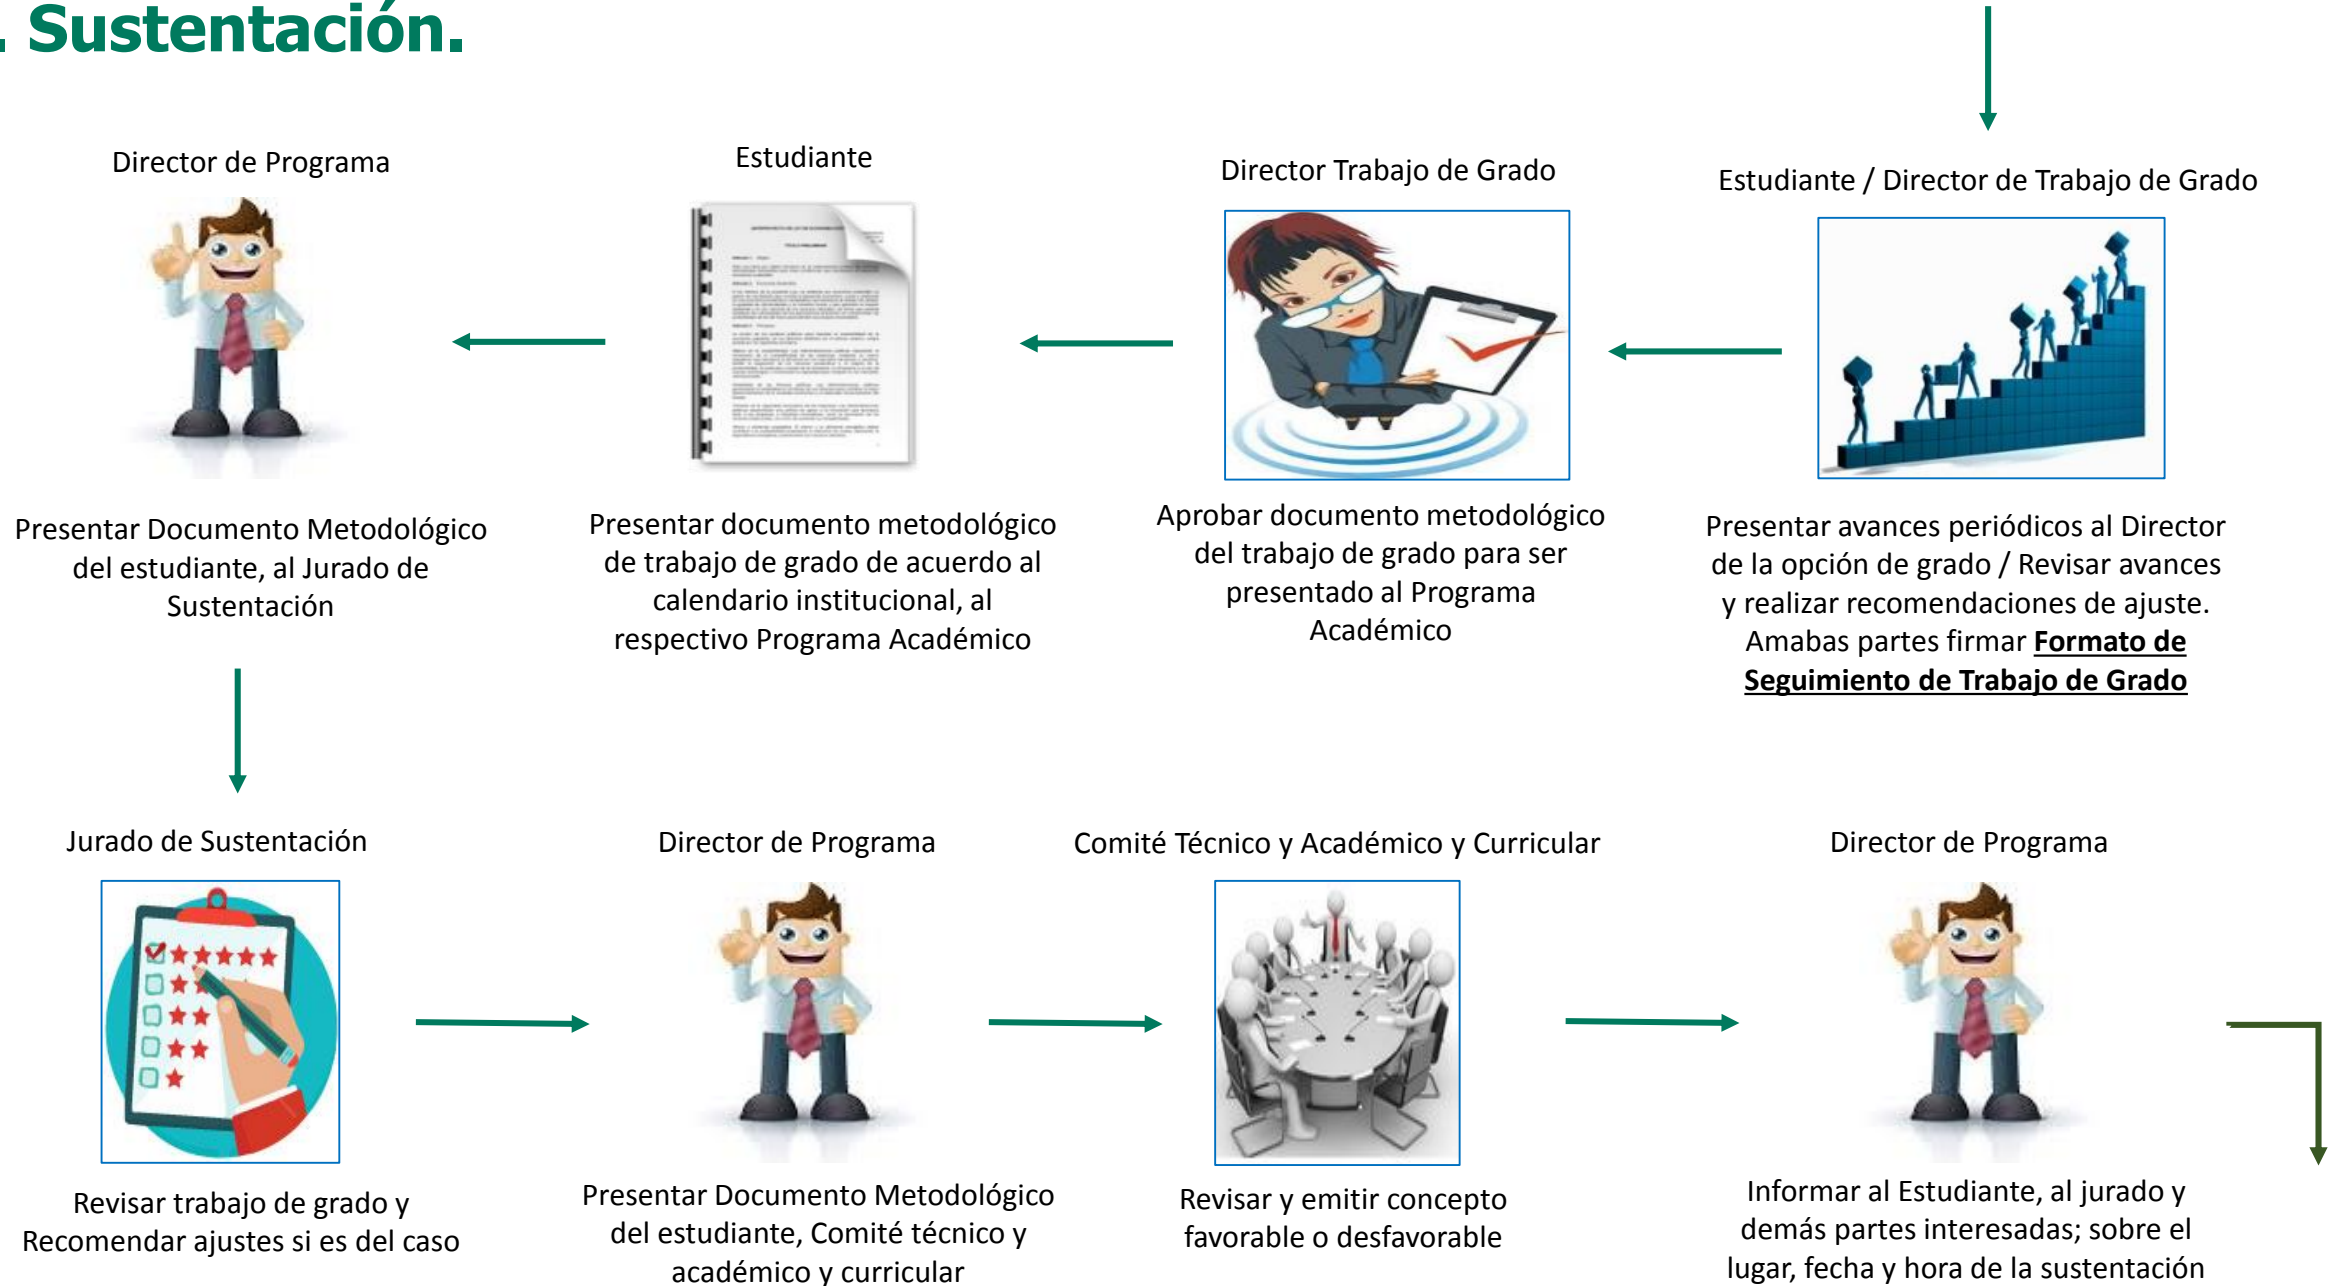 . Sustentación.
Director de Programa
Presentar Documento Metodológico
del estudiante, al Jurado de
Sustentación
Estudiante
Presentar documento metodológico
de trabajo de grado de acuerdo al
calendario institucional, al
respectivo Programa Académico
Director Trabajo de Grado
Aprobar documento metodológico
del trabajo de grado para ser
presentado al Programa
Académico
Estudiante / Director de Trabajo de Grado
Presentar avances periódicos al Director
de la opción de grado / Revisar avances
y realizar recomendaciones de ajuste.
Amabas partes firmar Formato de
Seguimiento de Trabajo de Grado
Jurado de Sustentación
Revisar trabajo de grado y
Recomendar ajustes si es del caso
Director de Programa
Presentar Documento Metodológico
del estudiante, Comité técnico y
académico y curricular
Comité Técnico y Académico y Curricular
Revisar y emitir concepto
favorable o desfavorable
Director de Programa
Informar al Estudiante, al jurado y
demás partes interesadas; sobre el
lugar, fecha y hora de la sustentación